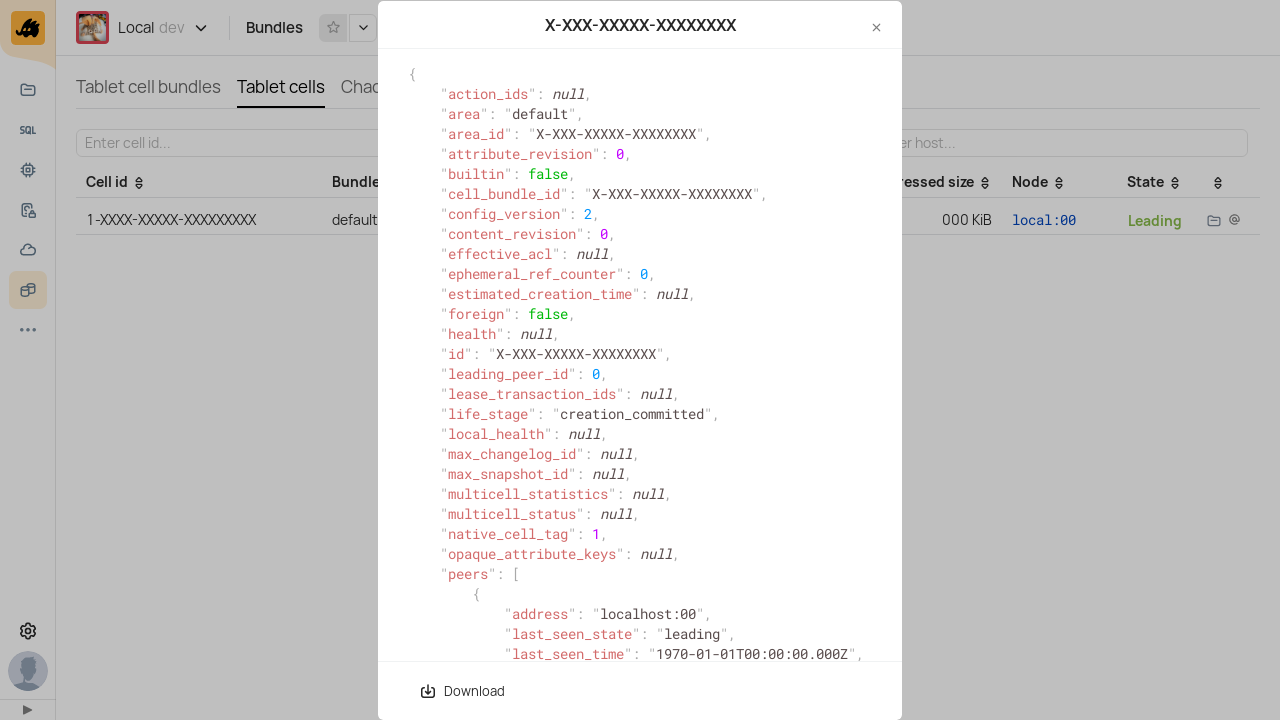 X-XXX-XXXXX-XXXXXXXX
Local dev
Bundles
Tablet cell bundles
Tablet cells
SQL
Enter cell id...
Cell id
Bundle
Node
State
1-XXXX-XXXXX-XXXXXXXXX
default
000 KiB
local:00
Leading
{
"action_ids": null,
"area": "default",
"area_id": "X-XXX-XXXXX-XXXXXXXX",
"attribute_revision": 0,
"builtin": false,
"cell_bundle_id": "X-XXX-XXXXX-XXXXXXXX",
"config_version": 2,
"content_revision": 0,
"effective_acl": null,
"ephemeral_ref_counter": 0,
"estimated_creation_time": null,
"foreign": false,
"health": null,
"id": "X-XXX-XXXXX-XXXXXXXX",
"leading_peer_id": 0,
"lease_transaction_ids": null,
"life_stage": "creation_committed",
"local_health": null,
"max_changelog_id": null,
"max_snapshot_id": null,
"multicell_statistics": null,
"multicell_status": null,
"native_cell_tag": 1,
"opaque_attribute_keys": null,
"peers": [
{
"address": "localhost:00",
"last_seen_state": "leading",
"last_seen_time": "1970-01-01T00:00:00.000Z",
Download